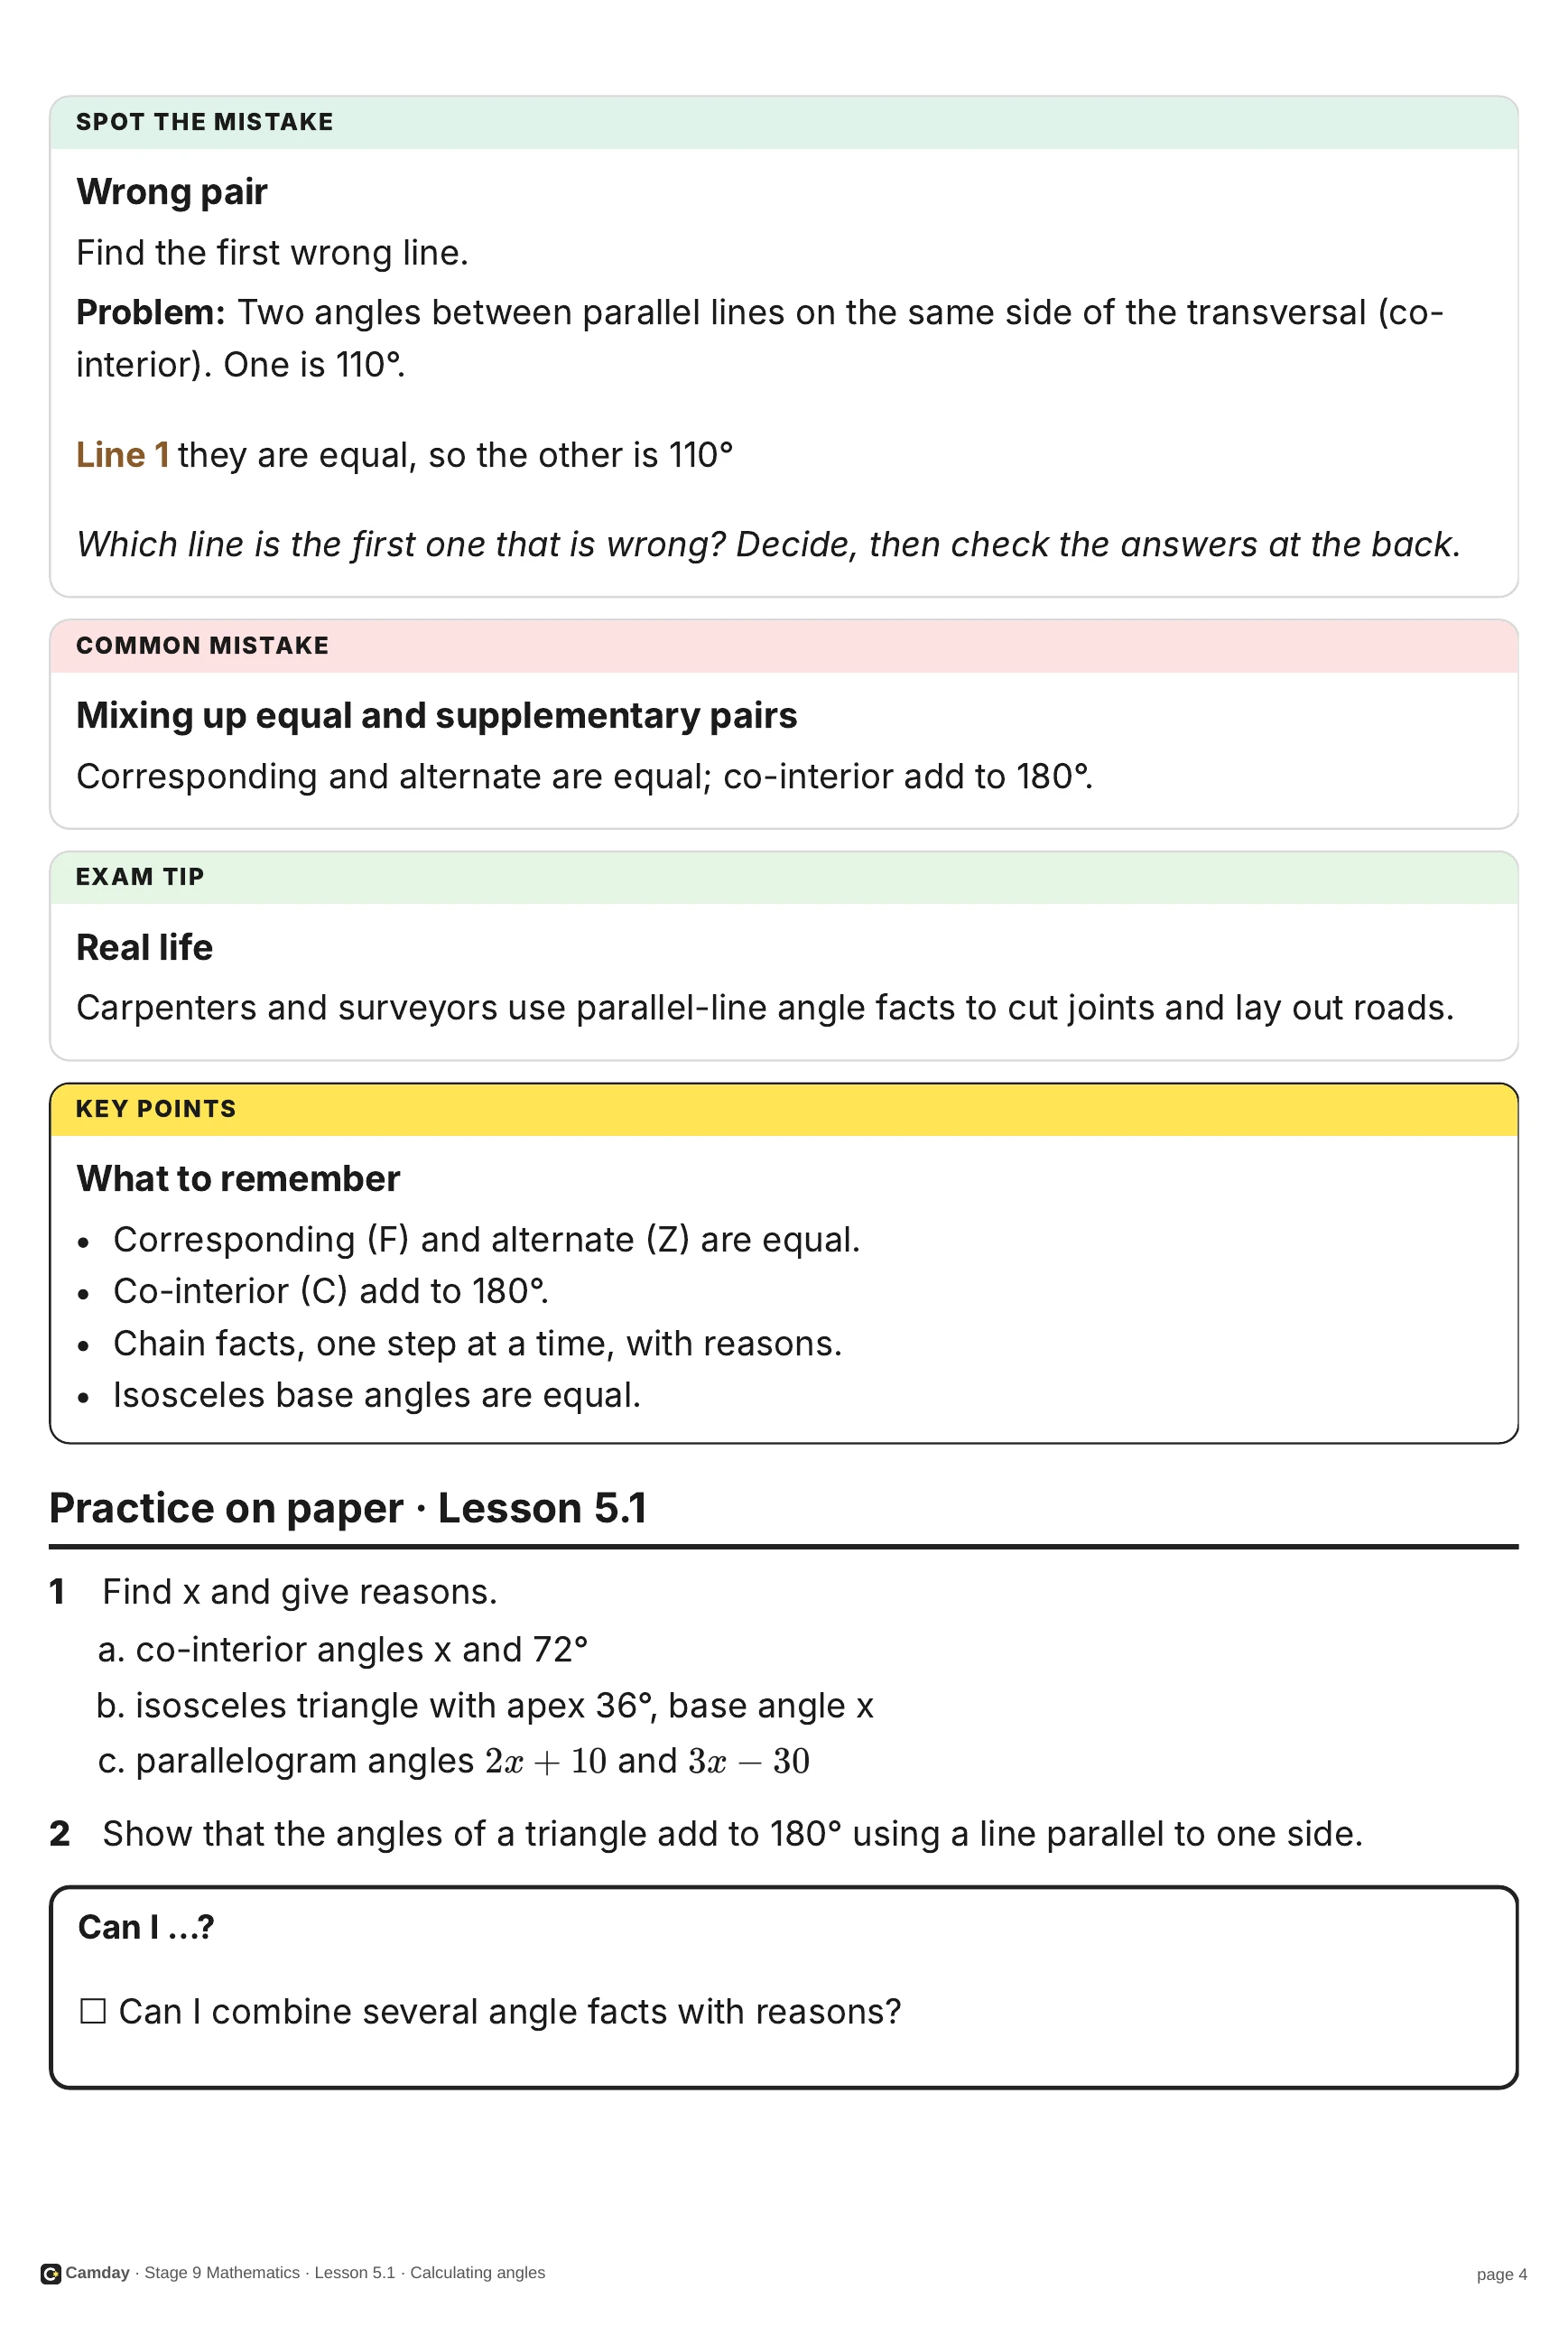 SPOT THE MISTAKE
Wrong pair
Find the first wrong line.
Problem: Two angles between parallel lines on the same side of the transversal (co-
interior). One is 110°.
Line 1 they are equal, so the other is 110°
Which line is the first one that is wrong? Decide, then check the answers at the back.
COMMON MISTAKE
Mixing up equal and supplementary pairs
Corresponding and alternate are equal; co-interior add to 180°.
EXAM TIP
Real life
Carpenters and surveyors use parallel-line angle facts to cut joints and lay out roads.
KEY POINTS
What to remember
• Corresponding (F) and alternate (Z) are equal.
• Co-interior (C) add to 180°.
• Chain facts, one step at a time, with reasons.
• Isosceles base angles are equal.
Practice on paper · Lesson 5.1
1 Find x and give reasons.
a. co-interior angles x and 72°
b. isosceles triangle with apex 36°, base angle x
c. parallelogram angles 2x + 10 and 3x − 30
2 Show that the angles of a triangle add to 180° using a line parallel to one side.
Can I ...?
☐ Can I combine several angle facts with reasons?
Camday · Stage 9 Mathematics · Lesson 5.1 · Calculating angles
page 4